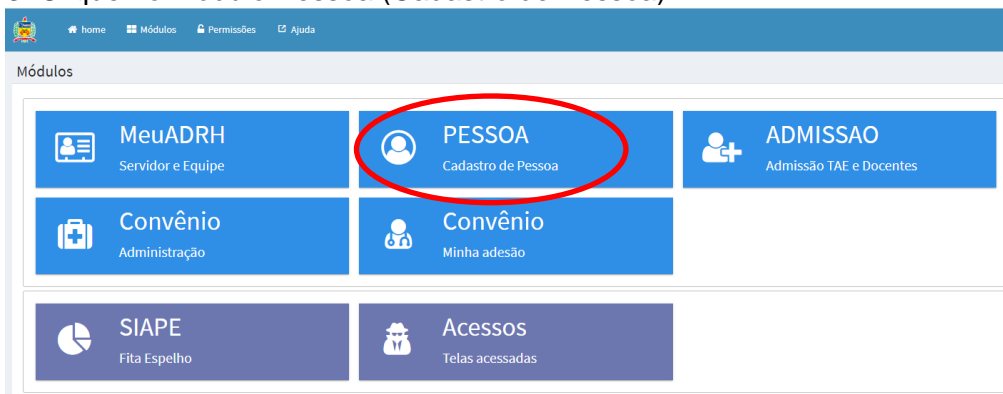 home Módulos Permissões Ajuda
Módulos
MeuADRH
Servidor e Equipe
PESSOA
Cadastro de Pessoa
ADMISSAO
Admissão TAE e Docentes
Convênio
Administração
Convênio
Minha adesão
SIAPE
Fita Espelho
Acessos
Telas acessadas